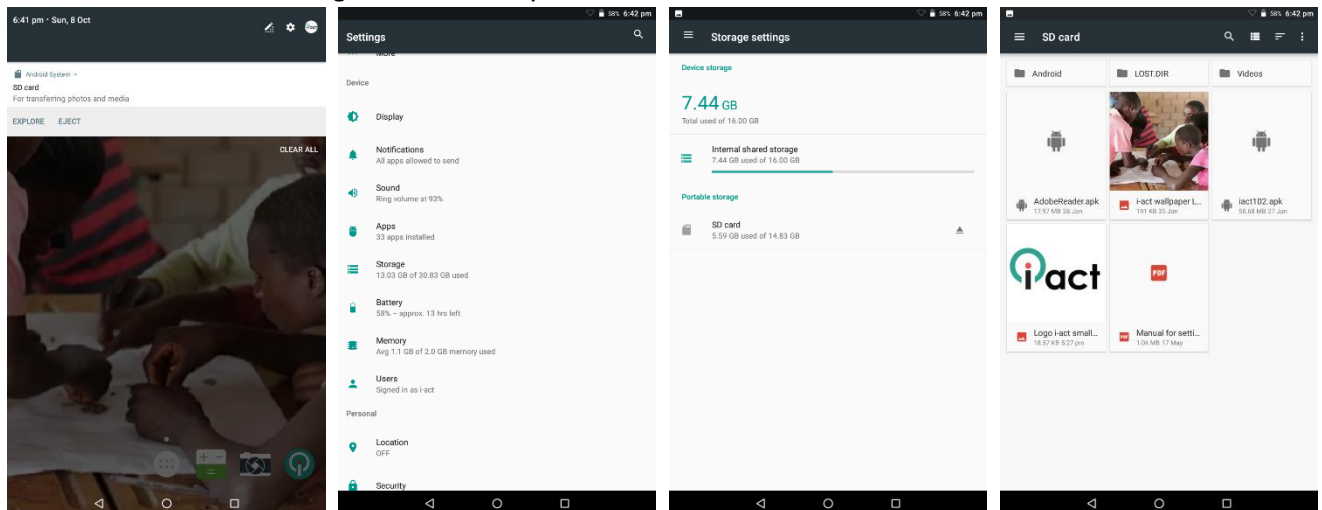 6:41 pm · Sun, 8 Oct
i-act
Android System
SD card
For transferring photos and media
EXPLORE EJECT
CLEAR ALL
58% 6:42 pm
Settings
More
Device
Display
Notifications
All apps allowed to send
Sound
Ring volume at 93%
Apps
33 apps installed
Storage
13.03 GB of 30.83 GB used
Battery
58% – approx. 13 hrs left
Memory
Avg 1.1 GB of 2.0 GB memory used
Users
Signed in as i-act
Personal
Location
OFF
Security
58% 6:42 pm
Storage settings
Device storage
7.44 GB
Total used of 16.00 GB
Internal shared storage
7.44 GB used of 16.00 GB
Portable storage
SD card
5.59 GB used of 14.83 GB
58% 6:42 pm
SD card
Android LOST.DIR Videos
AdobeReader.apk
17.97 MB 28 Jan
i-act wallpaper L...
191 KB 25 Jan
iact102.apk
50.68 MB 27 Jan
i-act
Logo i-act small...
18.57 KB 5:27 pm
PDF
PDF
Manual for setti...
1.04 MB 17 May